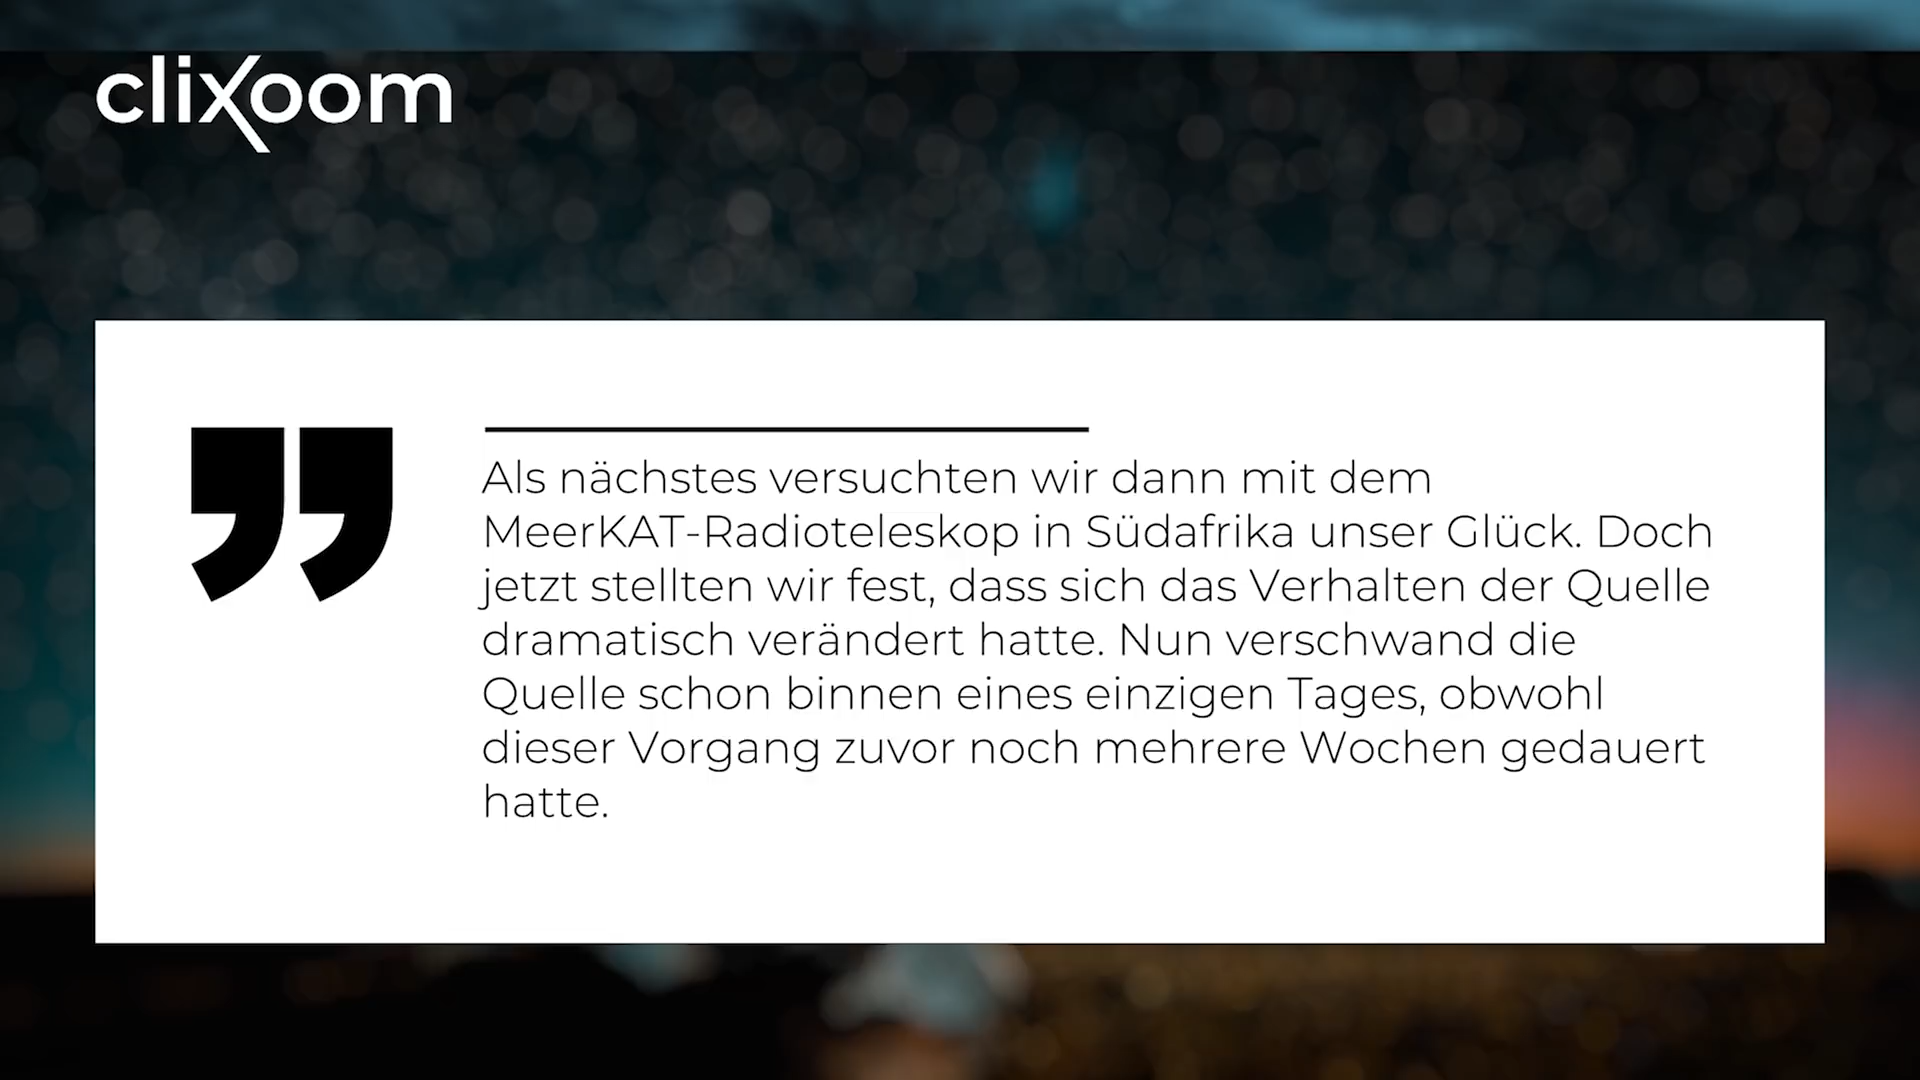 clixoom
Als nächstes versuchten wir dann mit dem
MeerKAT-Radioteleskop in Südafrika unser Glück. Doch
jetzt stellten wir fest, dass sich das Verhalten der Quelle
dramatisch verändert hatte. Nun verschwand die
Quelle schon binnen eines einzigen Tages, obwohl
dieser Vorgang zuvor noch mehrere Wochen gedauert
hatte.